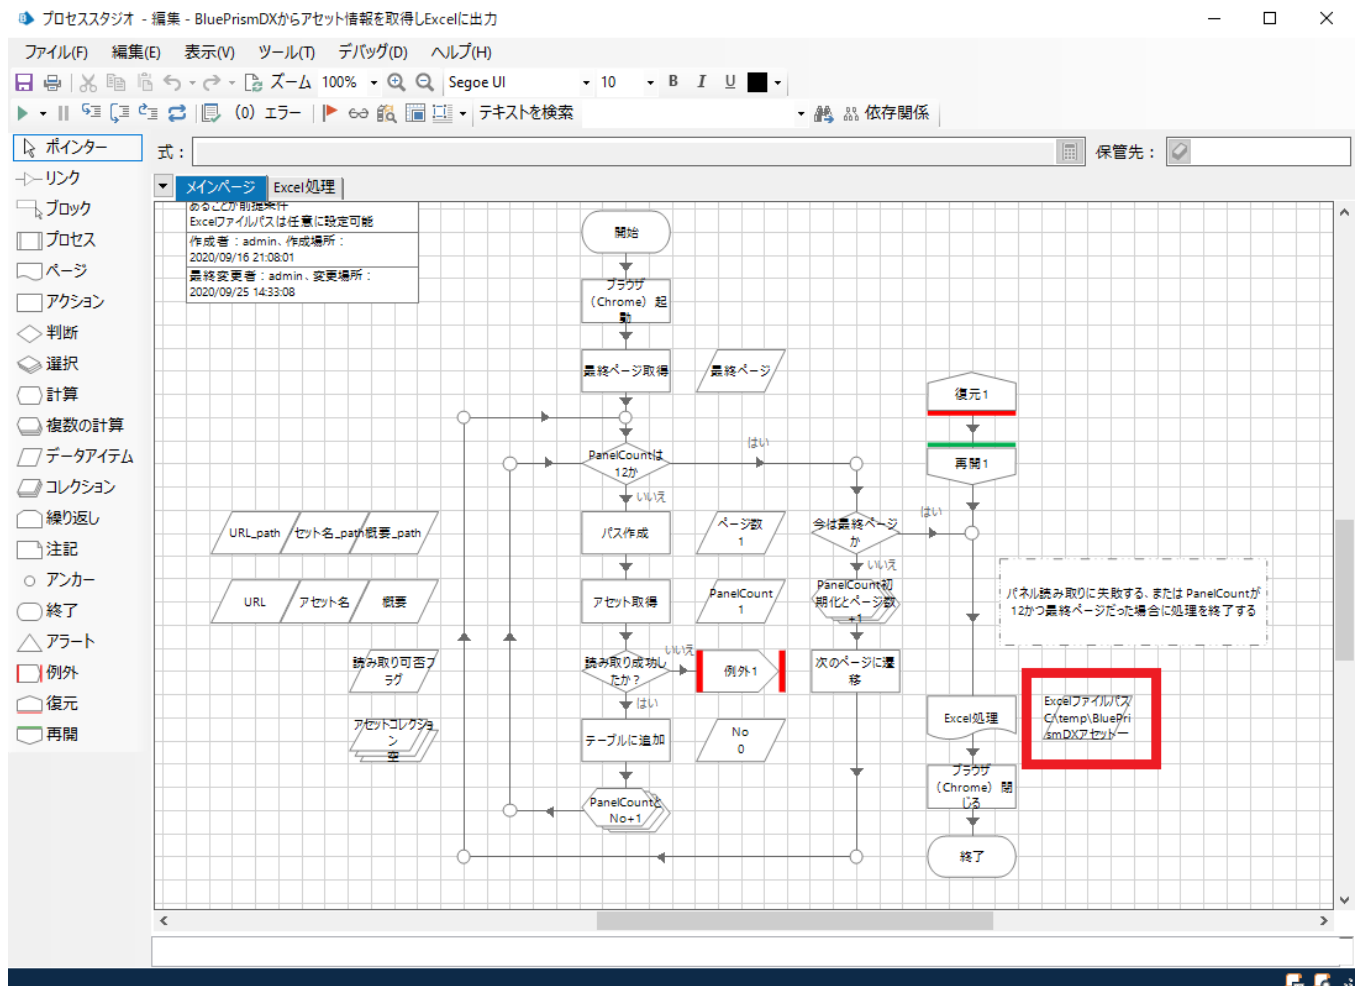 プロセススタジオ - 編集 - BluePrismDXからアセット情報を取得しExcelに出力
ファイル(F) 編集(E) 表示(V) ツール(T) デバッグ(D) ヘルプ(H)
ズーム 100% Segoe UI 10 B I U
(0) エラー テキストを検索 依存関係
ポインター
リンク
ブロック
プロセス
ページ
アクション
判断
選択
計算
複数の計算
データアイテム
コレクション
繰り返し
注記
アンカー
終了
アラート
例外
復元
再開
式：
保管先：
メインページ Excel処理
あることが前提条件
Excelファイルパスは任意に設定可能
作成者：admin、作成場所：
2020/09/16 21:08:01
最終変更者：admin、変更場所：
2020/09/25 14:33:08
開始
ブラウザ
（Chrome）起
動
最終ページ取得
最終ページ
PanelCountは
12か
はい
いいえ
パス作成
ページ数
1
アセット取得
PanelCount
1
読み取り成功し
たか？
いいえ
はい
例外1
テーブルに追加
No
0
PanelCountと
No+1
URL_path
セット名_path
概要_path
URL
アセット名
概要
読み取り可否フ
ラグ
アセットコレクショ
ン
空
今は最終ページ
か
はい
いいえ
PanelCount初
期化とページ数
+1
次のページに遷
移
復元1
再開1
パネル読み取りに失敗する、または PanelCountが
12かつ最終ページだった場合に処理を終了する
Excel処理
Excelファイルパス
C:\temp\BluePri
smDXアセット一
ブラウザ
（Chrome）閉
じる
終了